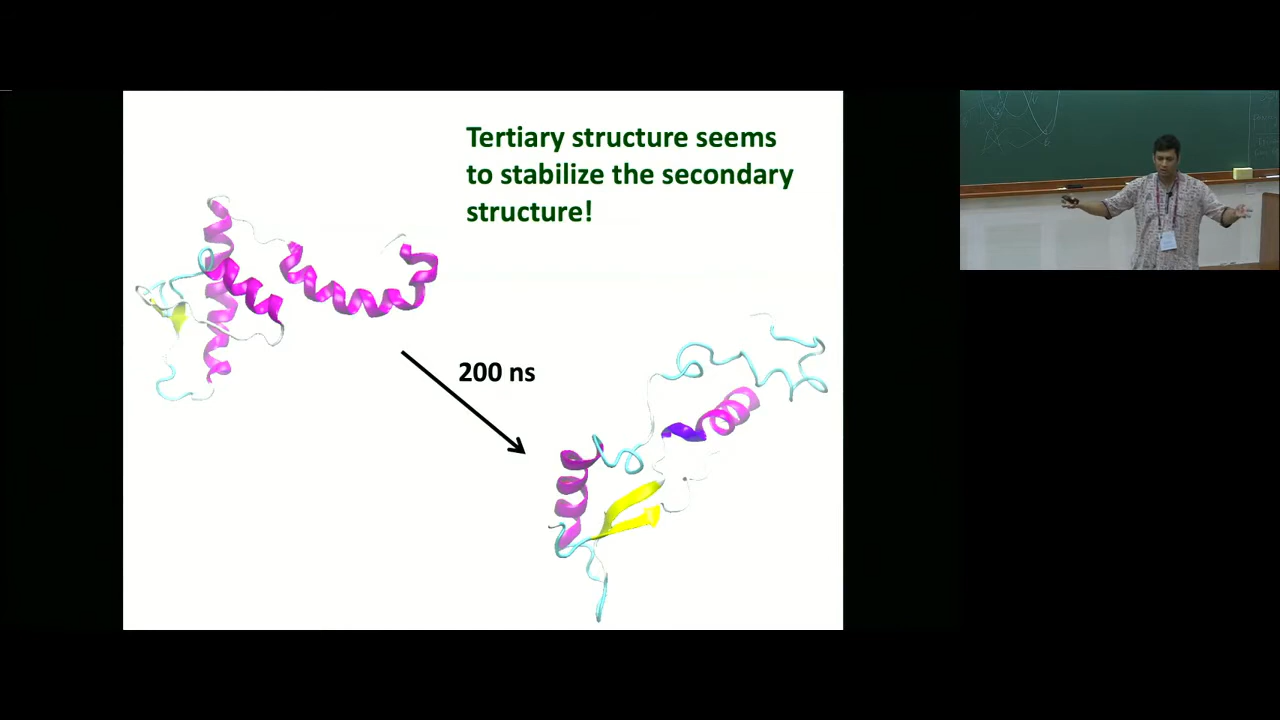 Tertiary structure seems
to stabilize the secondary
structure!
200 ns